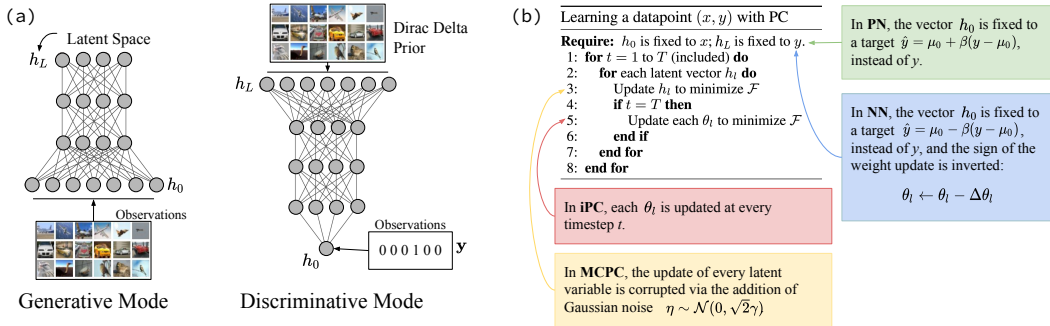 (a)
Latent Space
h_L
h_0
Observations
Generative Mode
Dirac Delta
Prior
h_L
Observations
0 0 0 1 0 0
y
h_0
Discriminative Mode
(b)
Learning a datapoint (x, y) with PC
Require: h_0 is fixed to x; h_L is fixed to y.
1: for t = 1 to T (included) do
2: for each latent vector h_l do
3: Update h_l to minimize ℱ
4: if t = T then
5: Update each θ_l to minimize ℱ
6: end if
7: end for
8: end for
In iPC, each θ_l is updated at every
timestep t.
In MCPC, the update of every latent
variable is corrupted via the addition of
Gaussian noise η ∼ 𝒩(0, √2γ)
In PN, the vector h_0 is fixed to
a target ŷ = μ_0 + β(y − μ_0),
instead of y.
In NN, the vector h_0 is fixed to
a target ŷ = μ_0 − β(y − μ_0),
instead of y, and the sign of the
weight update is inverted:
θ_l ← θ_l − Δθ_l